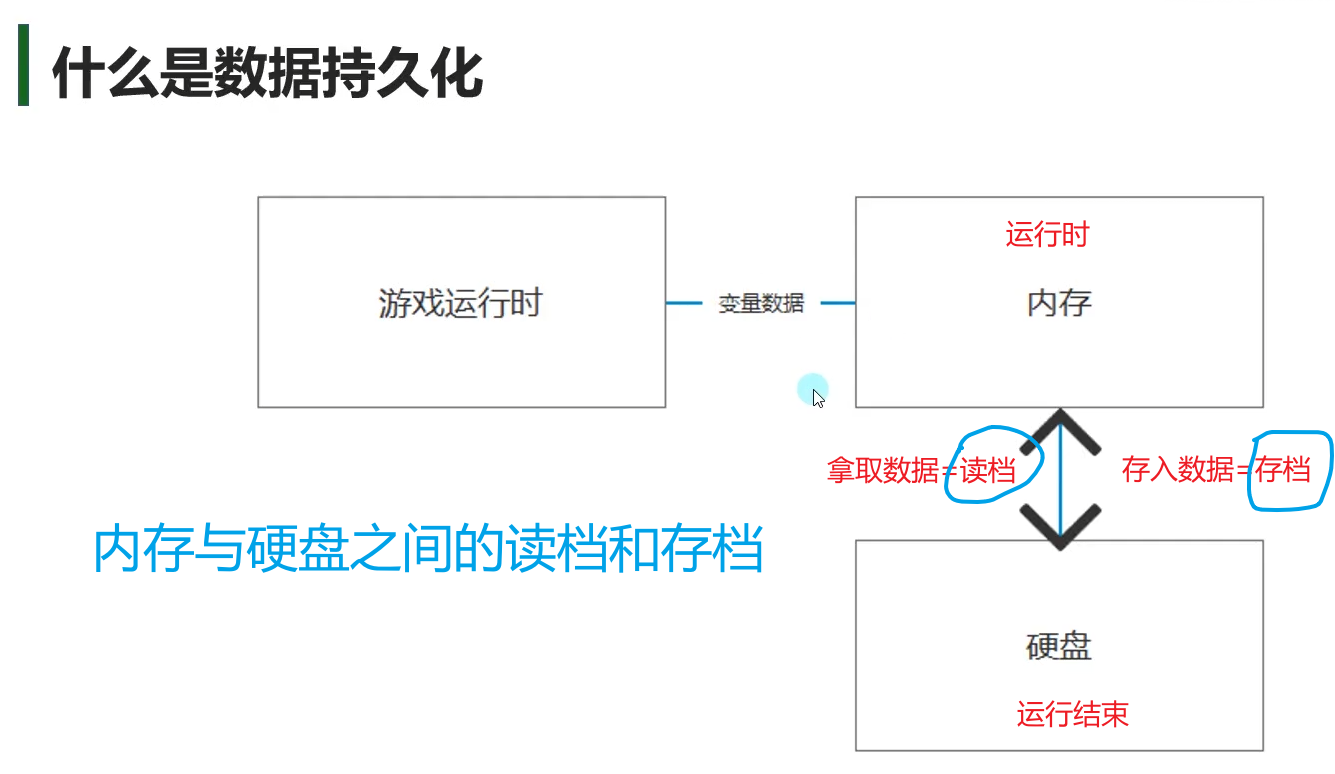 什么是数据持久化
运行时
游戏运行时
变量数据
内存
拿取数据=读档
存入数据=存档
内存与硬盘之间的读档和存档
硬盘
运行结束